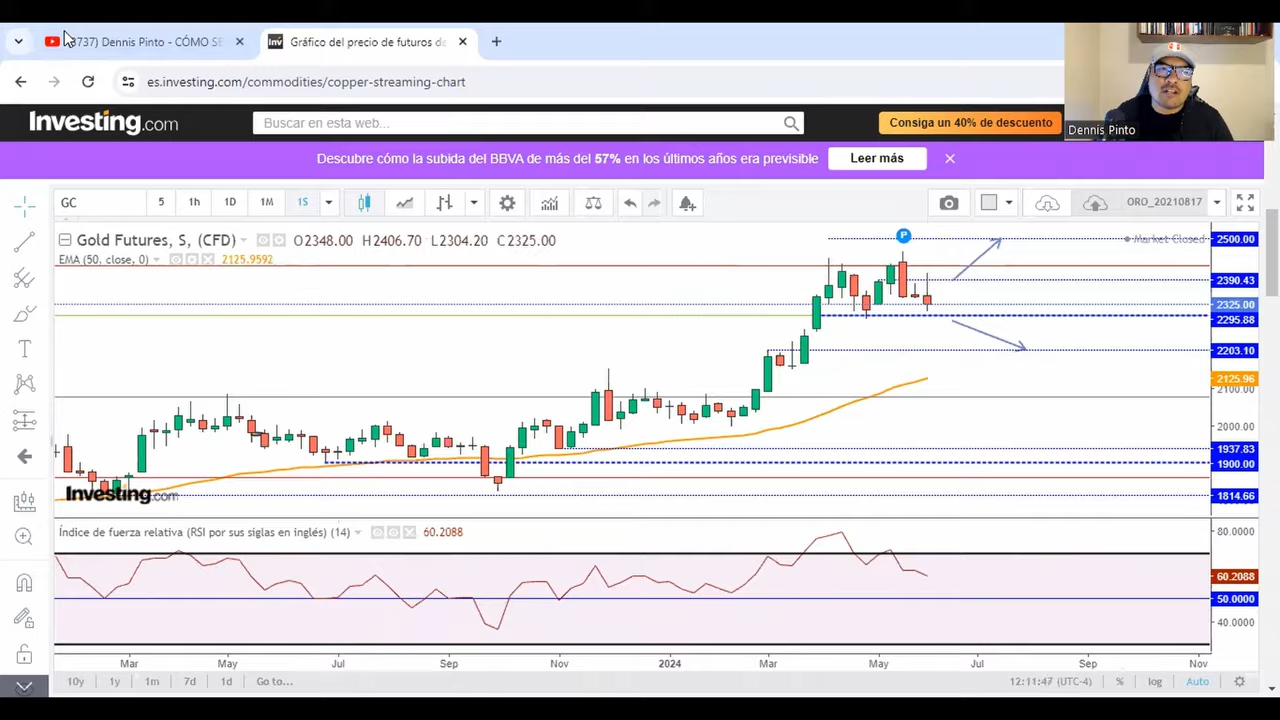 3737) Dennis Pinto - CÓMO SE
Gráfico del precio de futuros de
es.investing.com/commodities/copper-streaming-chart
Investing.com
Buscar en esta web...
Consiga un 40% de descuento
Dennis Pinto
Descubre cómo la subida del BBVA de más del 57% en los últimos años era previsible
Leer más
GC
5
1h
1D
1M
1S
ORO_20210817
Gold Futures, S, (CFD)
O2348.00 H2406.70 L2304.20 C2325.00
EMA (50, close, 0)
2125.9592
P
Market Closed
2500.00
2390.43
2325.00
2295.88
2203.10
2125.96
2100.00
2000.00
1937.83
1900.00
1814.66
Investing.com
Índice de fuerza relativa (RSI por sus siglas en inglés) (14)
60.2088
80.0000
60.2088
50.0000
40.0000
Mar
May
Jul
Sep
Nov
2024
Mar
May
Jul
Sep
Nov
10y
1y
1m
7d
1d
Go to...
12:11:47 (UTC-4)
%
log
Auto